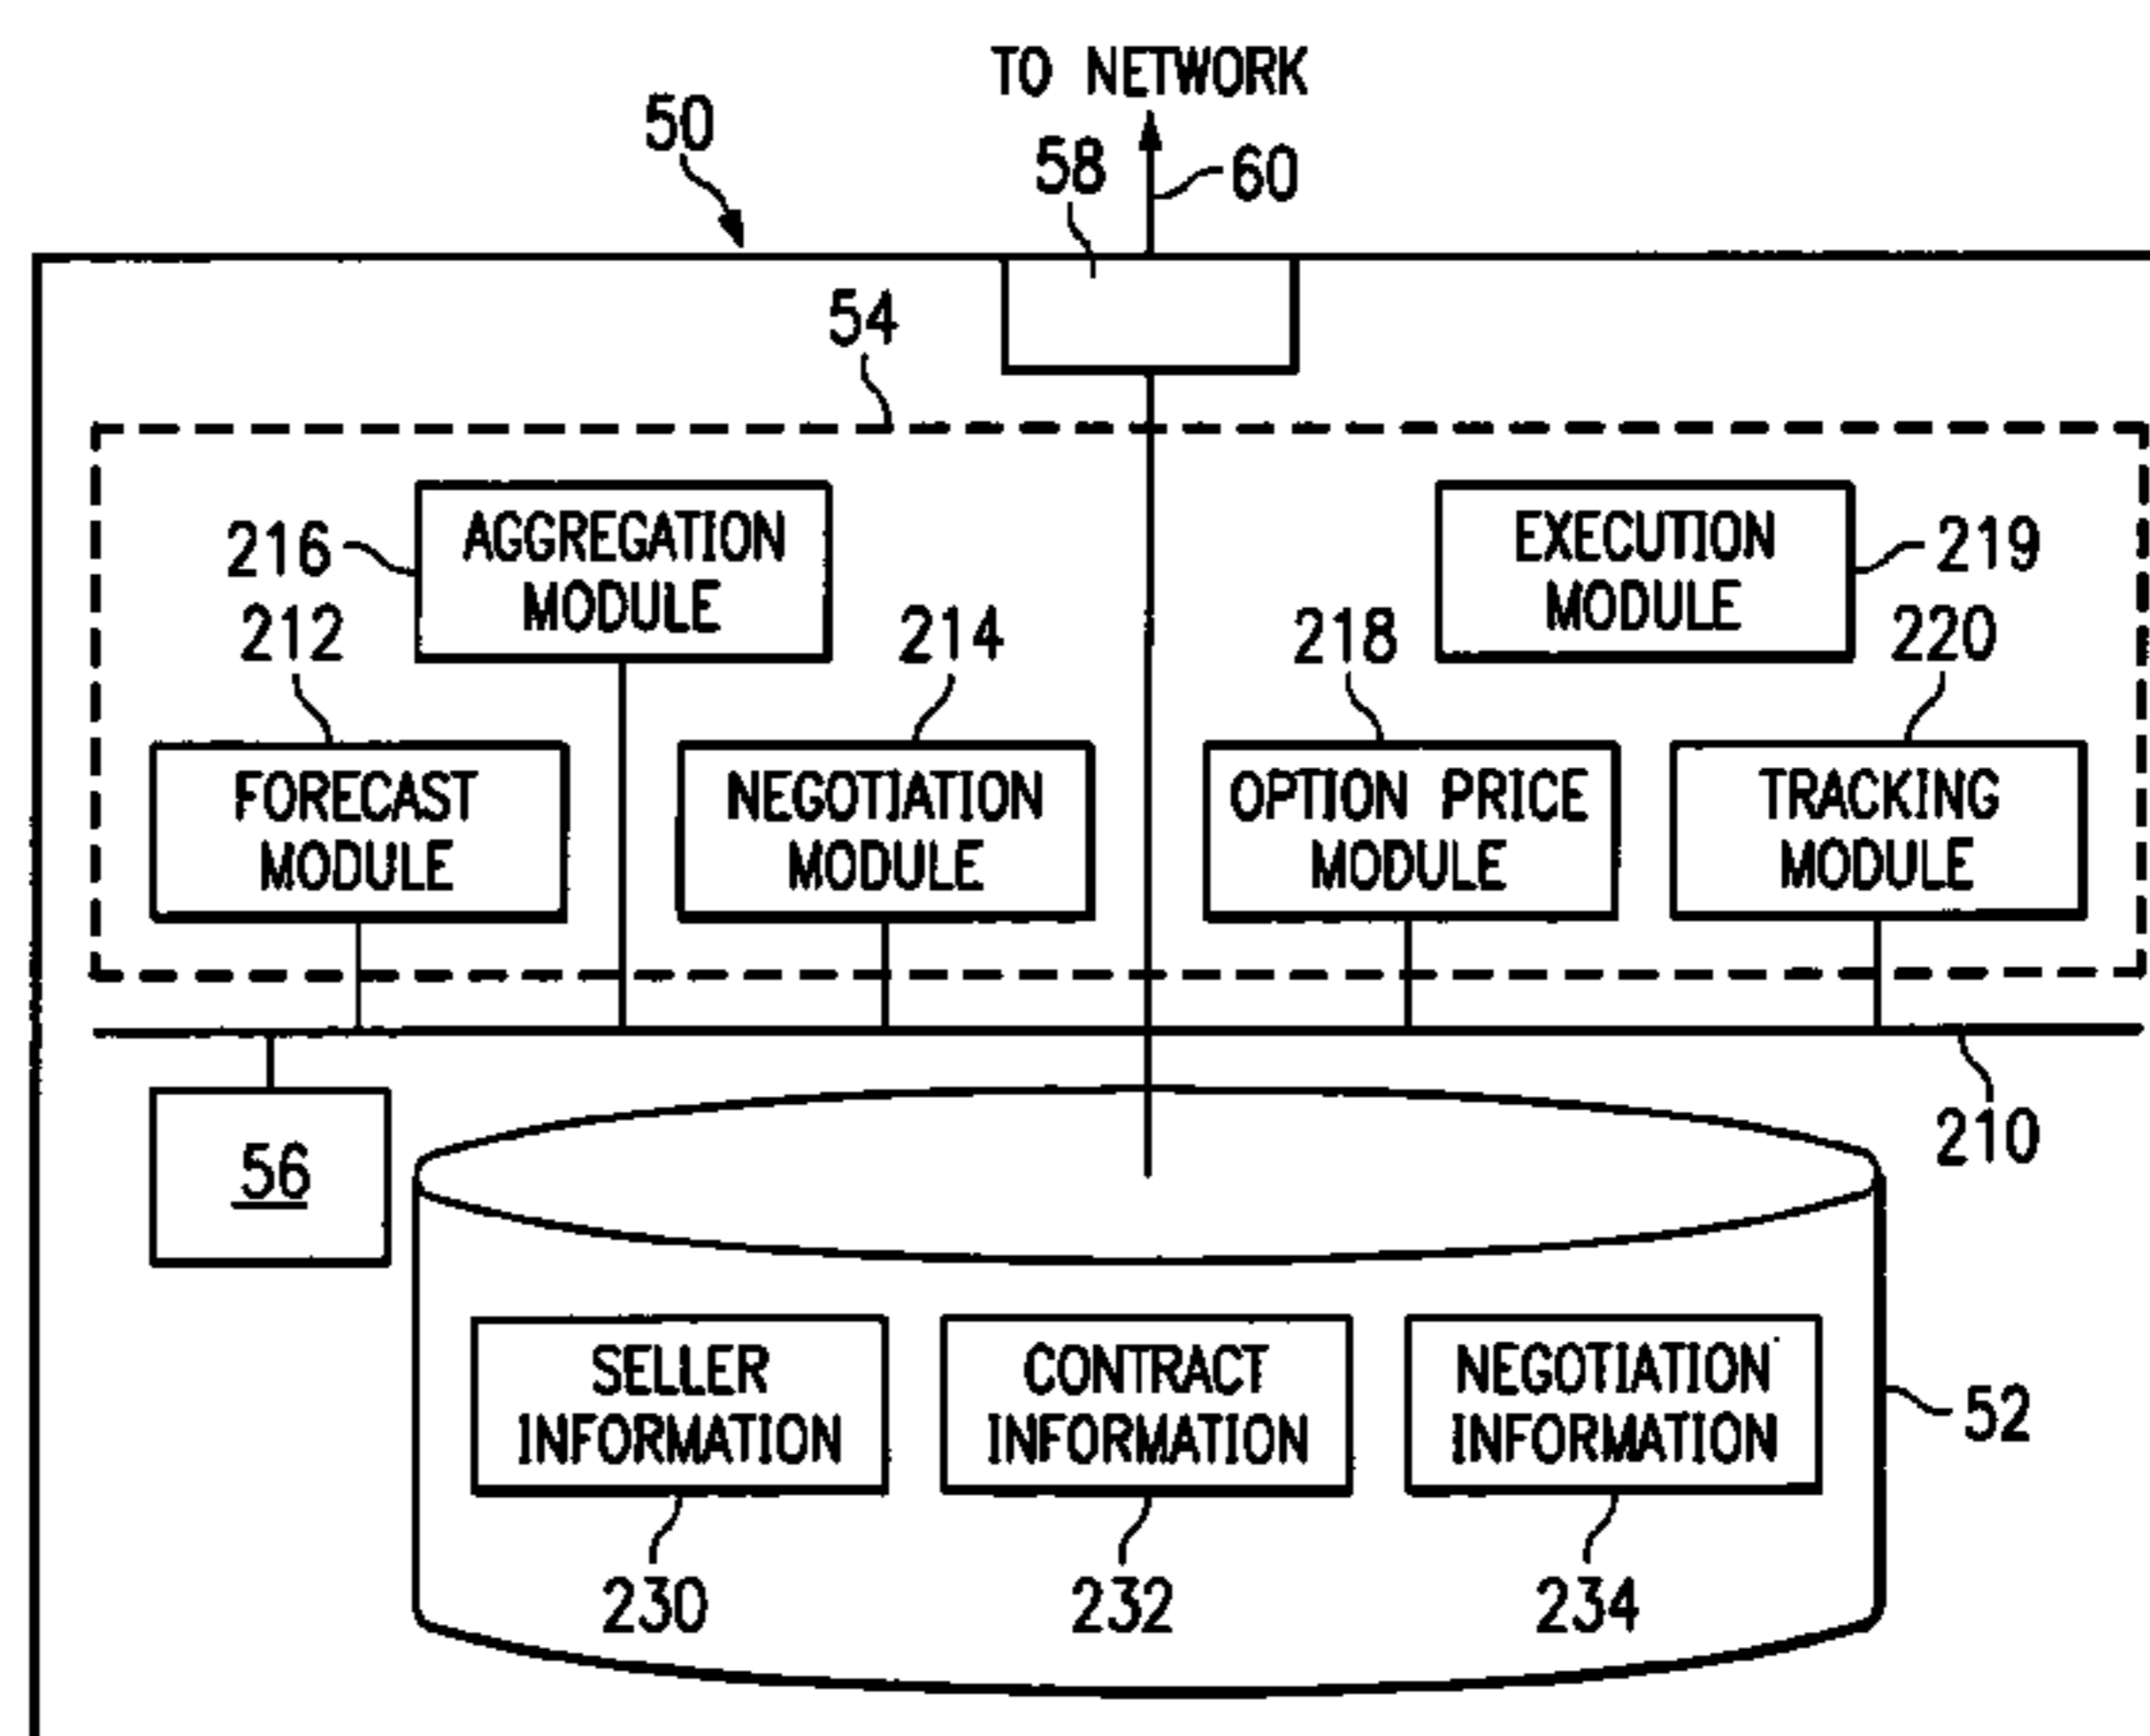 TO NETWORK
50
58
60
54
216
AGGREGATION
MODULE
EXECUTION
MODULE
219
212
214
218
220
FORECAST
MODULE
NEGOTIATION
MODULE
OPTION PRICE
MODULE
TRACKING
MODULE
210
56
SELLER
INFORMATION
CONTRACT
INFORMATION
NEGOTIATION
INFORMATION
52
230
232
234